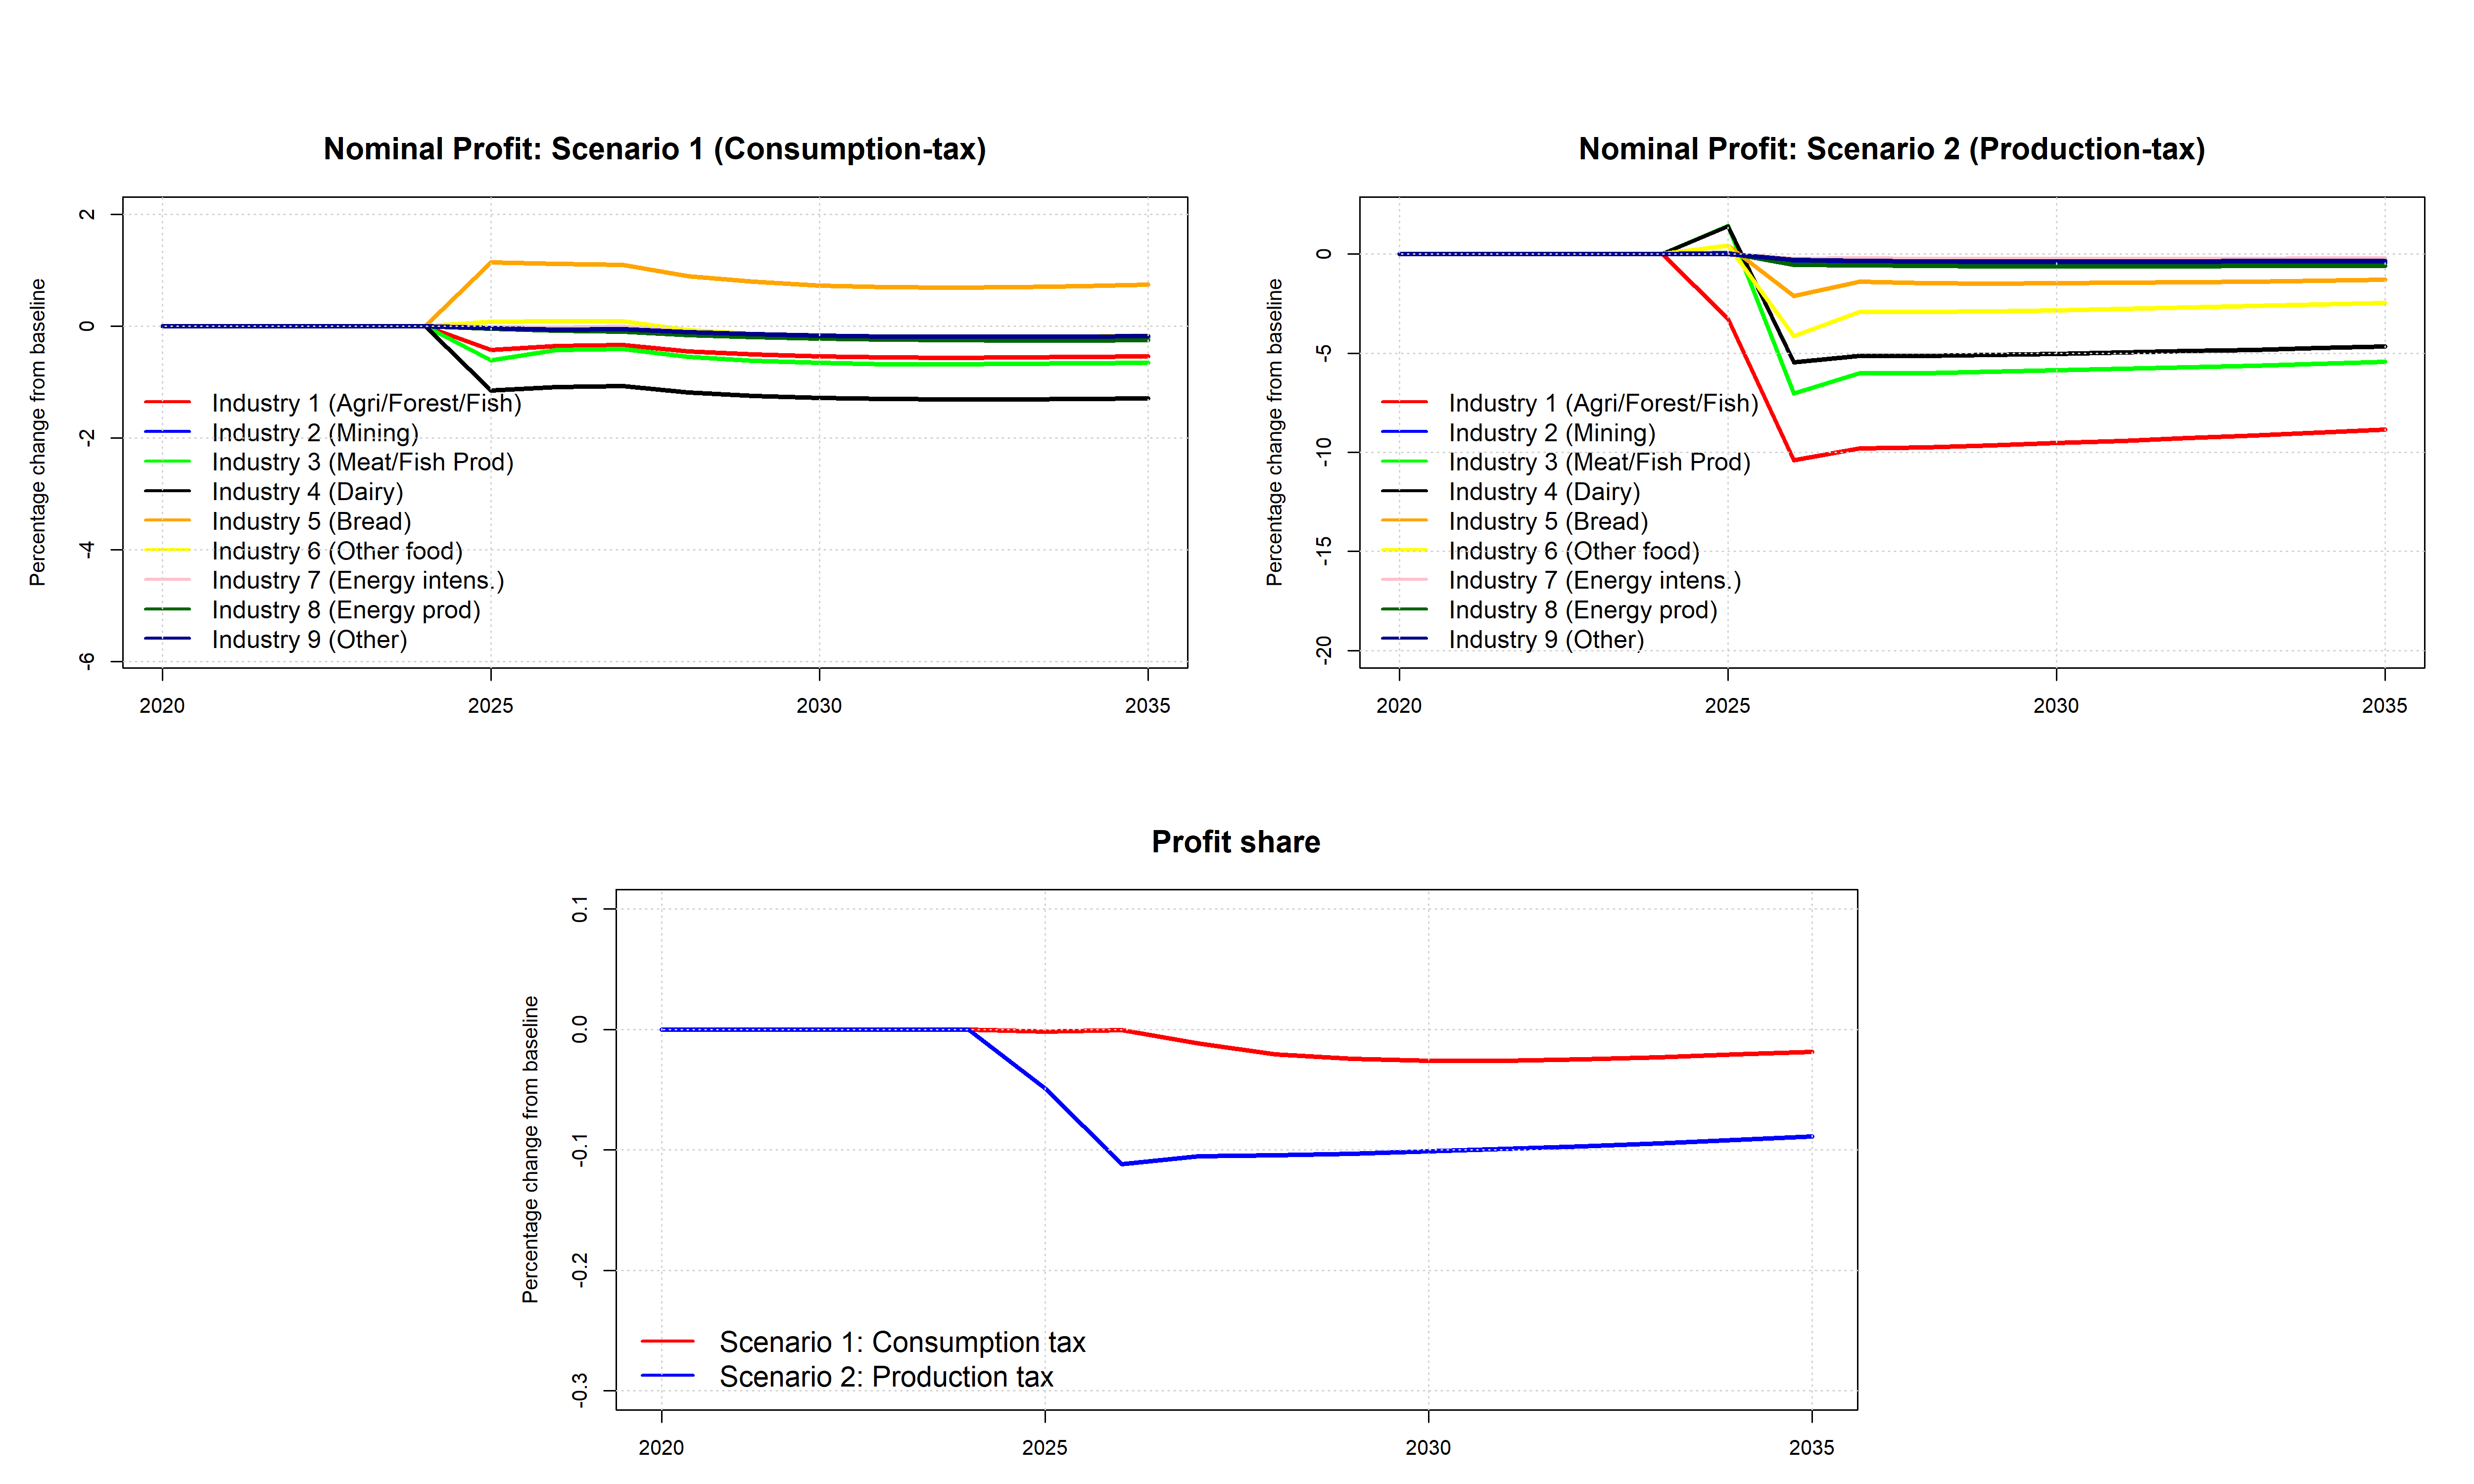 Nominal Profit: Scenario 1 (Consumption-tax)
Percentage change from baseline
2
0
-2
-4
-6
Industry 1 (Agri/Forest/Fish)
Industry 2 (Mining)
Industry 3 (Meat/Fish Prod)
Industry 4 (Dairy)
Industry 5 (Bread)
Industry 6 (Other food)
Industry 7 (Energy intens.)
Industry 8 (Energy prod)
Industry 9 (Other)
2020 2025 2030 2035
Nominal Profit: Scenario 2 (Production-tax)
Percentage change from baseline
0
-5
-10
-15
-20
Industry 1 (Agri/Forest/Fish)
Industry 2 (Mining)
Industry 3 (Meat/Fish Prod)
Industry 4 (Dairy)
Industry 5 (Bread)
Industry 6 (Other food)
Industry 7 (Energy intens.)
Industry 8 (Energy prod)
Industry 9 (Other)
2020 2025 2030 2035
Profit share
Percentage change from baseline
0.1
0.0
-0.1
-0.2
-0.3
Scenario 1: Consumption tax
Scenario 2: Production tax
2020 2025 2030 2035